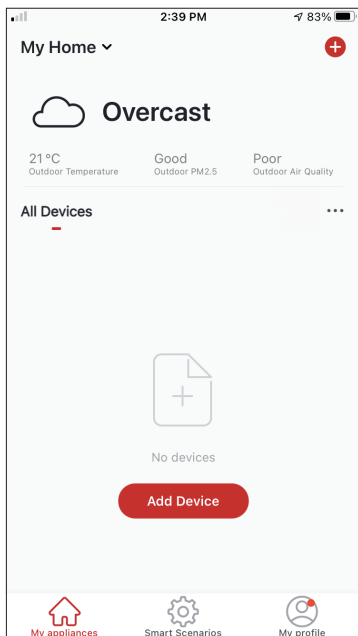 2:39 PM
83%
My Home
Overcast
21 °C
Good
Poor
Outdoor Temperature
Outdoor PM2.5
Outdoor Air Quality
All Devices
No devices
Add Device
My appliances
Smart Scenarios
My profile